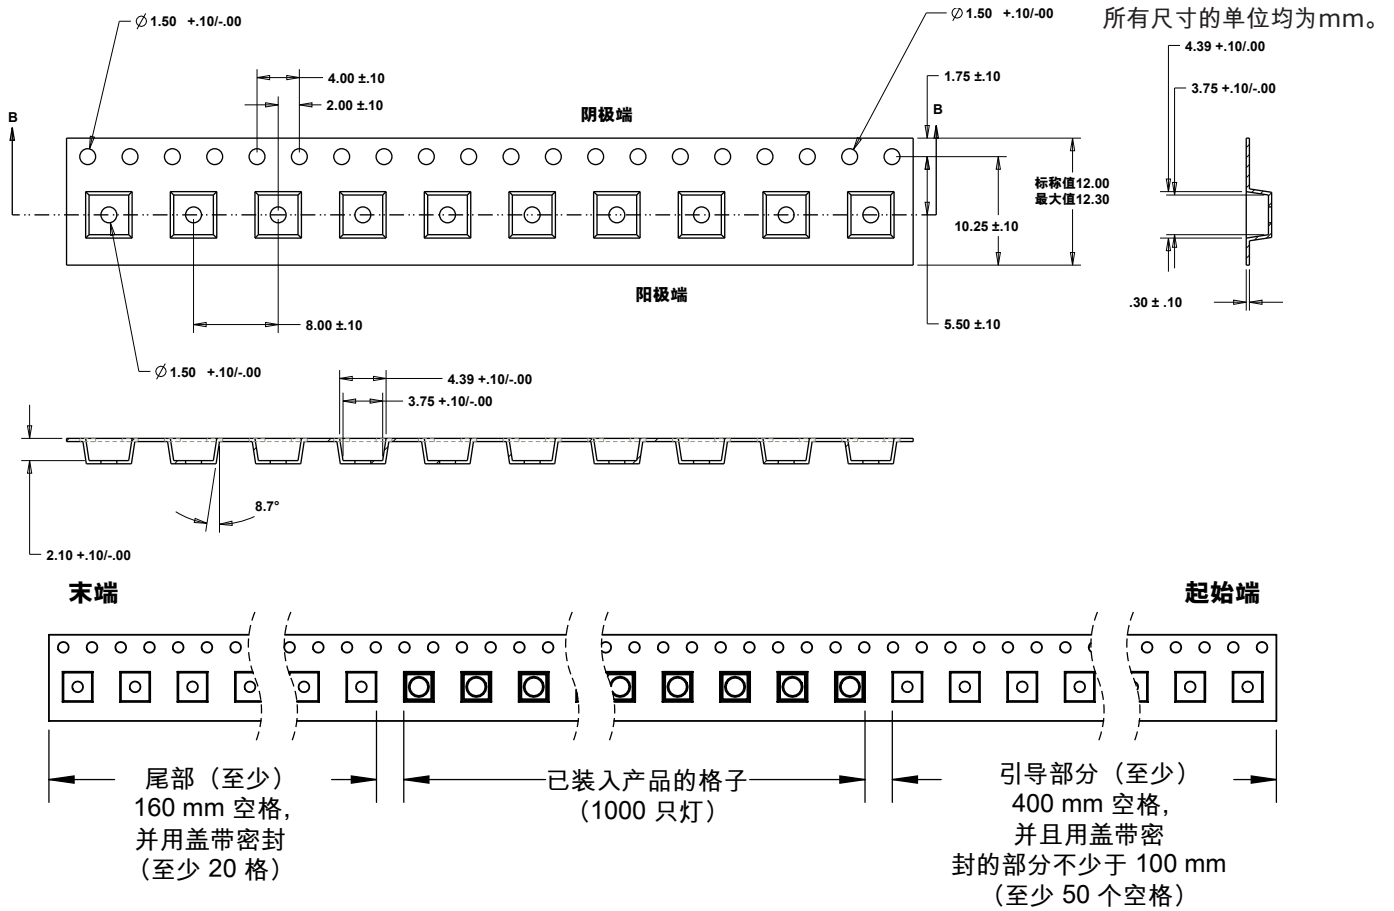 所有尺寸的单位均为mm。
∅ 1.50 +.10/-.00
∅ 1.50 +.10/-00
4.39 +.10/.00
4.00 ±.10
1.75 ±.10
3.75 +.10/-.00
2.00 ±.10
阴极端
B
B
标称值12.00
最大值12.30
10.25 ±.10
阳极端
.30 ± .10
8.00 ±.10
5.50 ±.10
∅ 1.50 +.10/-.00
4.39 +.10/-.00
3.75 +.10/-.00
8.7°
2.10 +.10/-.00
末端
起始端
尾部（至少）
160 mm 空格，
并用盖带密封
（至少 20 格）
已装入产品的格子
（1000 只灯）
引导部分（至少）
400 mm 空格，
并且用盖带密
封的部分不少于 100 mm
（至少 50 个空格）